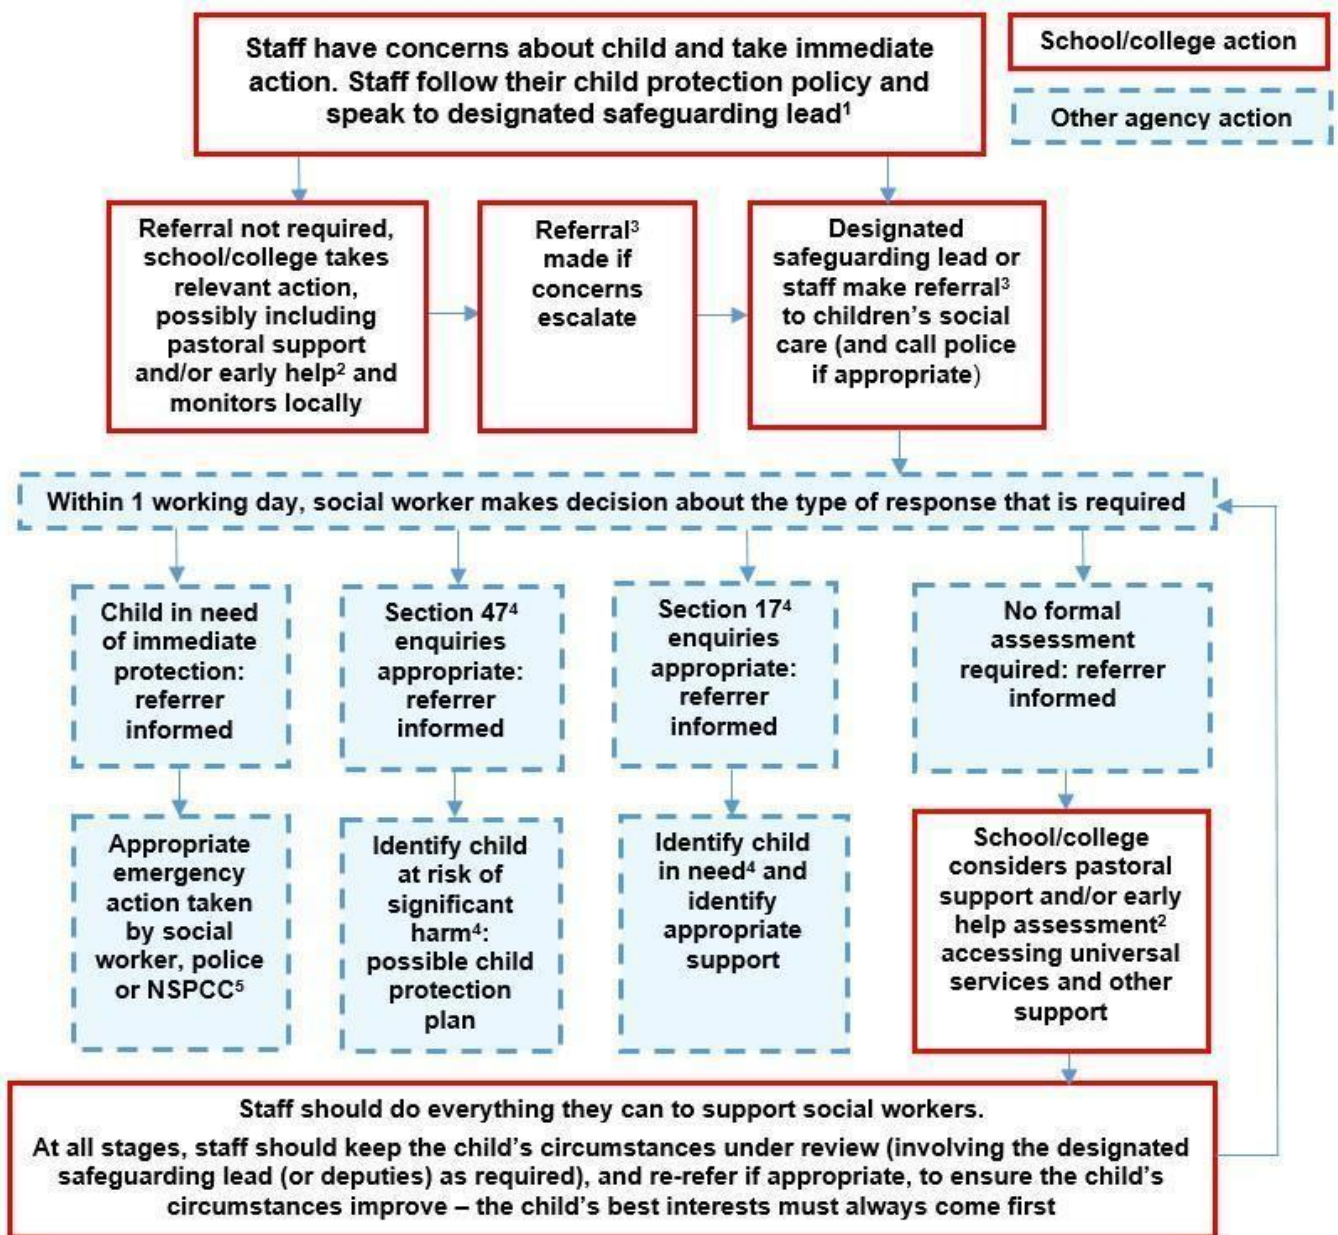 Staff have concerns about child and take immediate
action. Staff follow their child protection policy and
speak to designated safeguarding lead¹
School/college action
Other agency action
Referral not required,
school/college takes
relevant action,
possibly including
pastoral support
and/or early help² and
monitors locally
Referral³
made if
concerns
escalate
Designated
safeguarding lead or
staff make referral³
to children’s social
care (and call police
if appropriate)
Within 1 working day, social worker makes decision about the type of response that is required
Child in need
of immediate
protection:
referrer
informed
Section 47⁴
enquiries
appropriate:
referrer
informed
Section 17⁴
enquiries
appropriate:
referrer
informed
No formal
assessment
required: referrer
informed
Appropriate
emergency
action taken
by social
worker, police
or NSPCC⁵
Identify child
at risk of
significant
harm⁴:
possible child
protection
plan
Identify child
in need⁴ and
identify
appropriate
support
School/college
considers pastoral
support and/or early
help assessment²
accessing universal
services and other
support
Staff should do everything they can to support social workers.
At all stages, staff should keep the child’s circumstances under review (involving the designated
safeguarding lead (or deputies) as required), and re-refer if appropriate, to ensure the child’s
circumstances improve – the child’s best interests must always come first